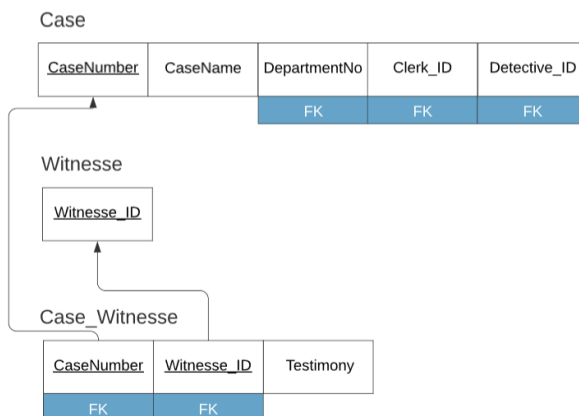 Case
CaseNumber CaseName DepartmentNo Clerk_ID Detective_ID
FK FK FK
Witnesse
Witnesse_ID
Case_Witnesse
CaseNumber Witnesse_ID Testimony
FK FK